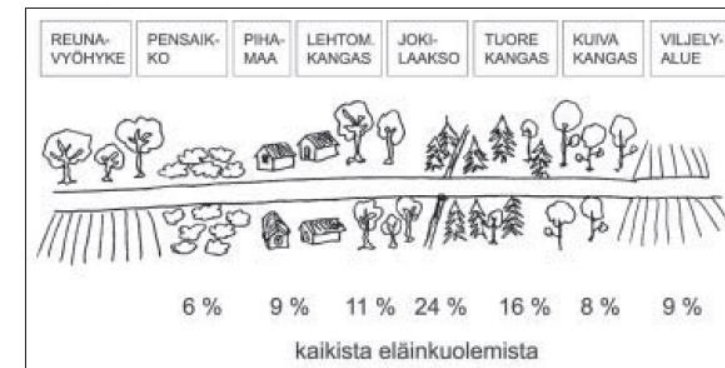 REUNA-
VYÖHYKE
PENSAIK-
KO
PIHA-
MAA
LEHTOM.
KANGAS
JOKI-
LAAKSO
TUORE
KANGAS
KUIVA
KANGAS
VILJELY-
ALUE
6 % 9 % 11 % 24 % 16 % 8 % 9 %
kaikista eläinkuolemista